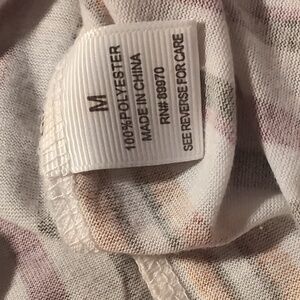 M
100%POLYESTER
MADE IN CHINA
RN# 89970
SEE REVERSE FOR CARE